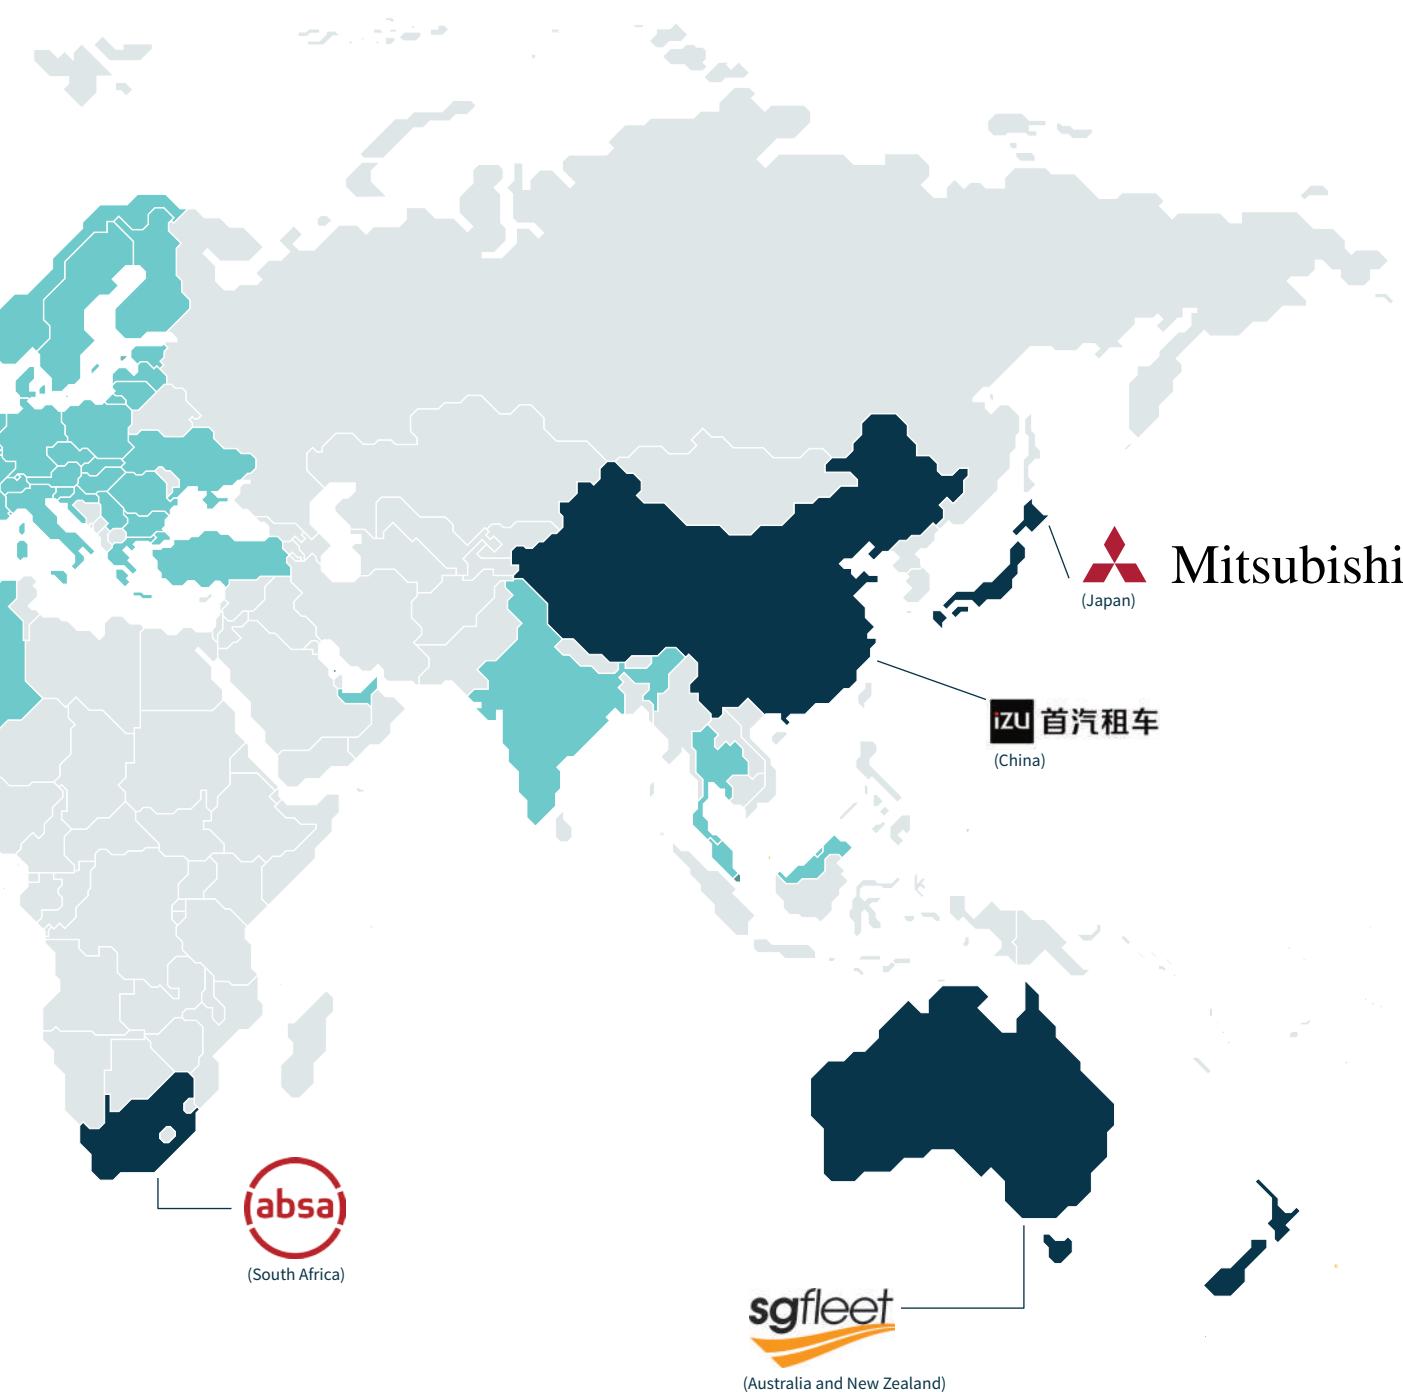 Mitsubishi
(Japan)
iZU 首汽租车
(China)
absa
(South Africa)
sgfleet
(Australia and New Zealand)